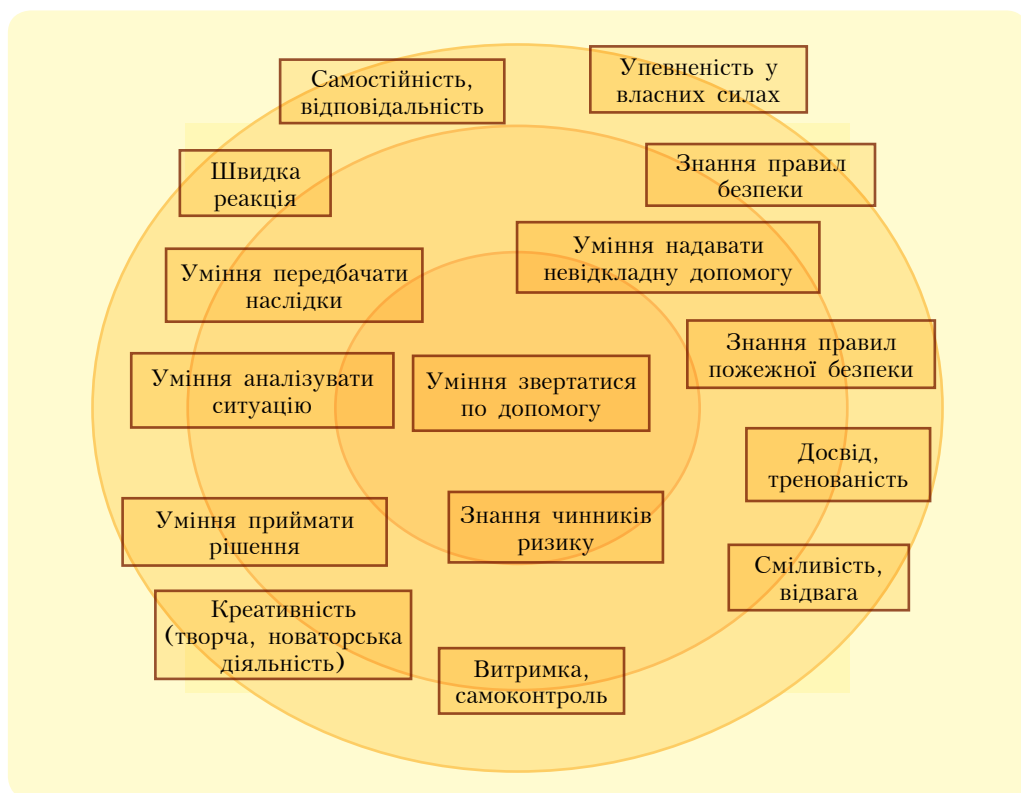 Самостійність,
відповідальність
Упевненість у
власних силах
Швидка
реакція
Знання правил
безпеки
Уміння передбачати
наслідки
Уміння надавати
невідкладну допомогу
Уміння аналізувати
ситуацію
Уміння звертатися
по допомогу
Знання правил
пожежної безпеки
Досвід,
тренованість
Уміння приймати
рішення
Знання чинників
ризику
Сміливість,
відвага
Креативність
(творча, новаторська
діяльність)
Витримка,
самоконтроль